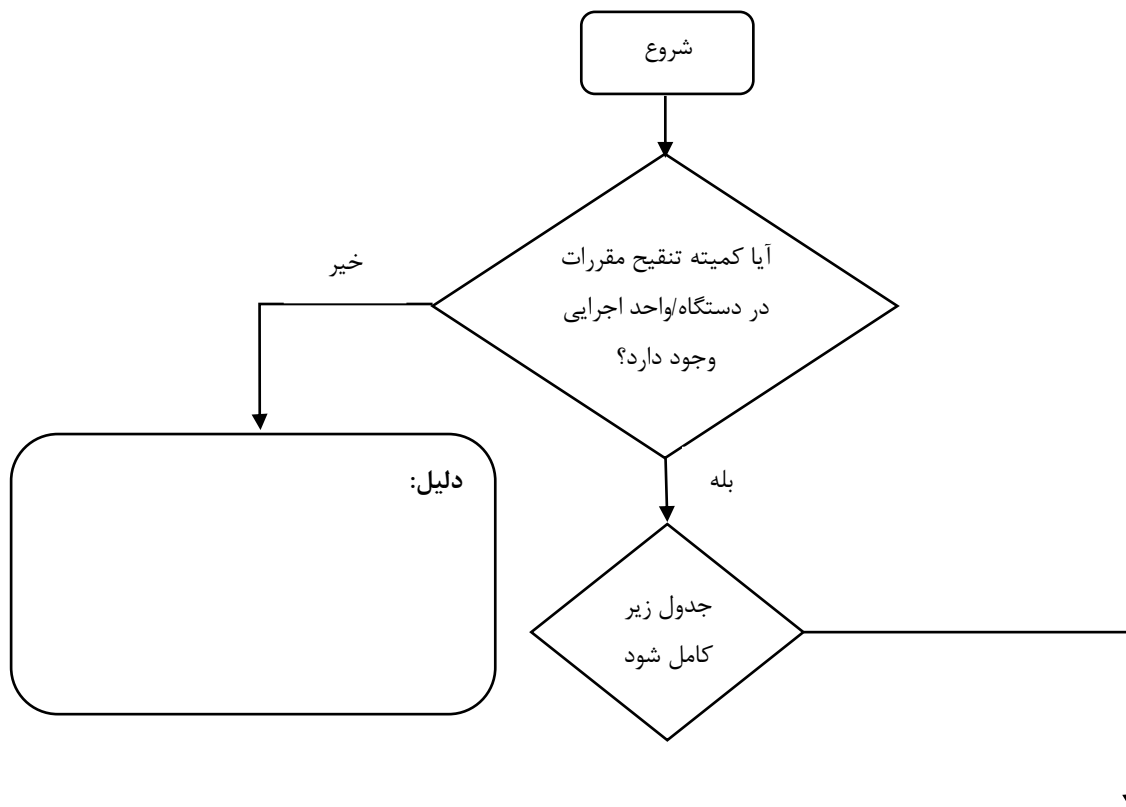 شروع
آیا کمیته تنقیح مقررات
در دستگاه/واحد اجرایی
وجود دارد؟
خیر
بله
دلیل:
جدول زیر
کامل شود